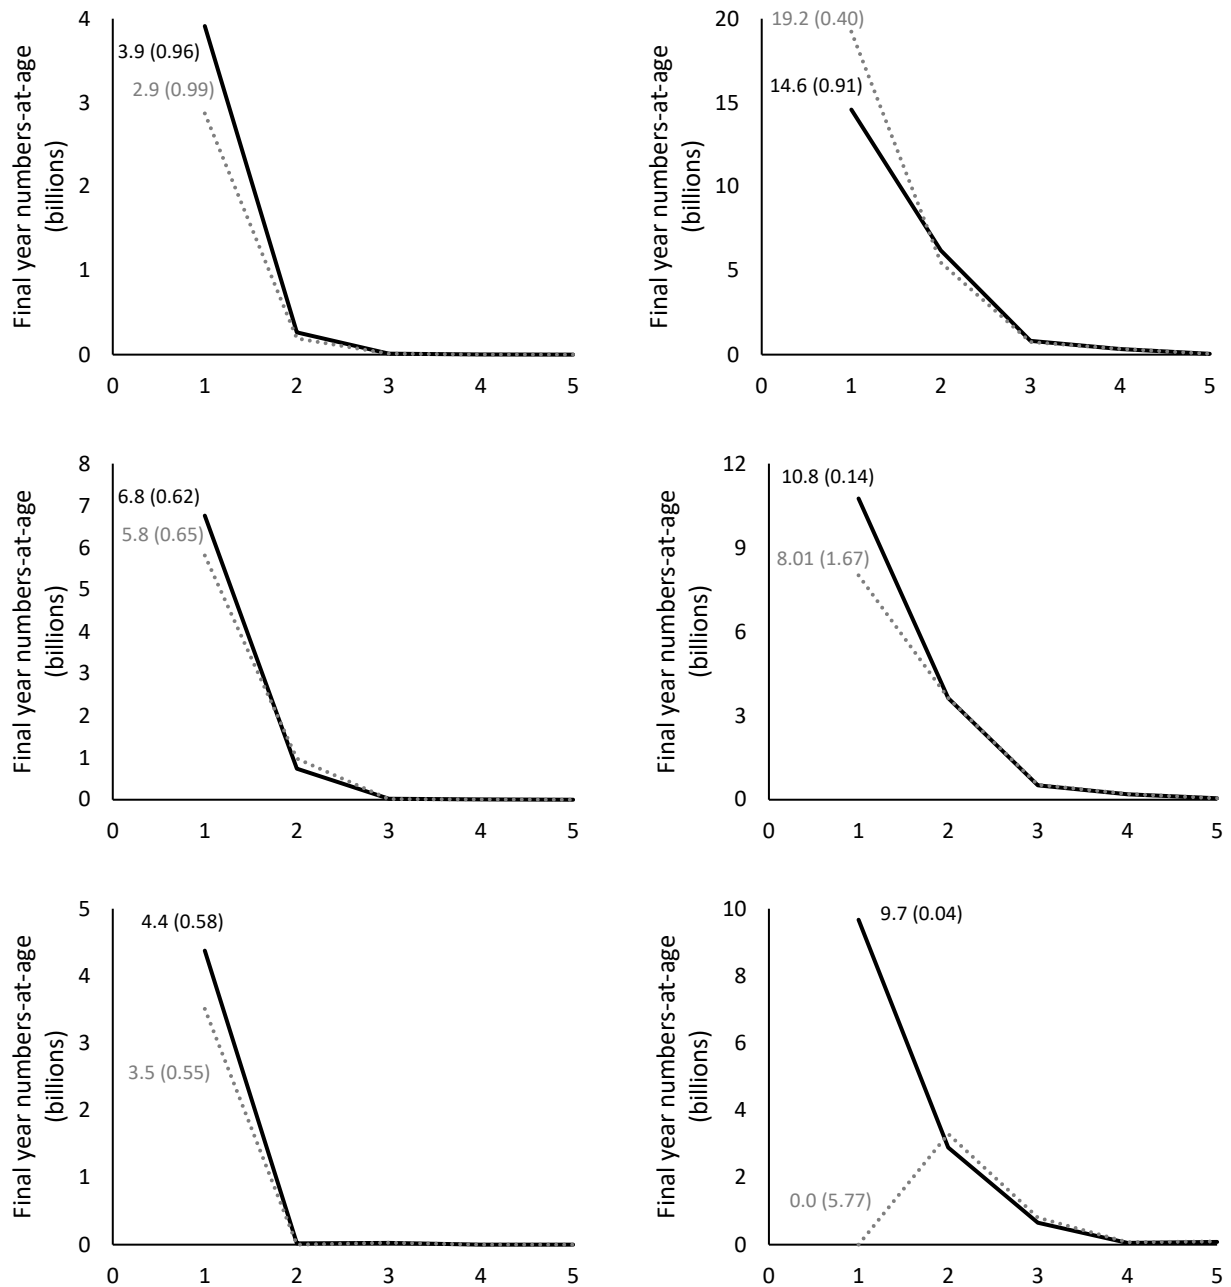 Final year numbers-at-age
(billions)
4
3
2
1
0
3.9 (0.96)
2.9 (0.99)
0 1 2 3 4 5
Final year numbers-at-age
(billions)
20
15
10
5
0
19.2 (0.40)
14.6 (0.91)
0 1 2 3 4 5
Final year numbers-at-age
(billions)
8
7
6
5
4
3
2
1
0
6.8 (0.62)
5.8 (0.65)
0 1 2 3 4 5
Final year numbers-at-age
(billions)
12
9
6
3
0
10.8 (0.14)
8.01 (1.67)
0 1 2 3 4 5
Final year numbers-at-age
(billions)
5
4
3
2
1
0
4.4 (0.58)
3.5 (0.55)
0 1 2 3 4 5
Final year numbers-at-age
(billions)
10
8
6
4
2
0
9.7 (0.04)
0.0 (5.77)
0 1 2 3 4 5